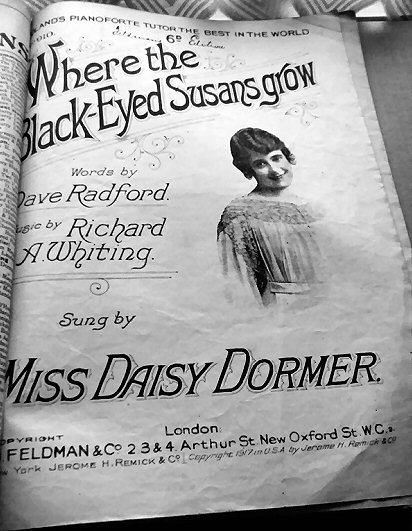 LANDS PIANOFORTE TUTOR THE BEST IN THE WORLD
6D Edition
Where the
Black-Eyed Susans grow
Words by
Dave Radford.
Music by Richard
A. Whiting.
Sung by
MISS DAISY DORMER.
London:
COPYRIGHT
FELDMAN & Co 2 3 & 4. Arthur St. New Oxford St. W.C.2.
New York JEROME H. REMICK & Co Copyright 1917 in U.S.A by Jerome H. Remick & Co